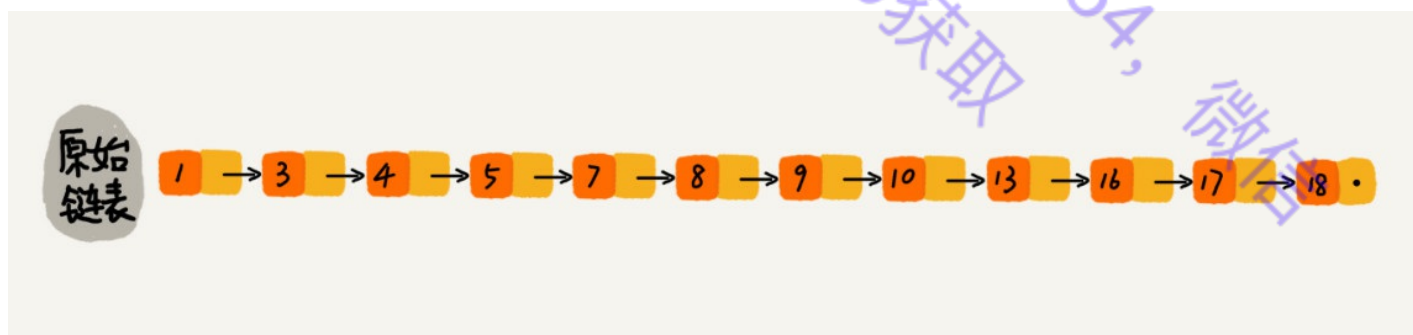 54，微信
获取
原始
链表
1 → 3 → 4 → 5 → 7 → 8 → 9 → 10 → 13 → 16 → 17 → 18 ·